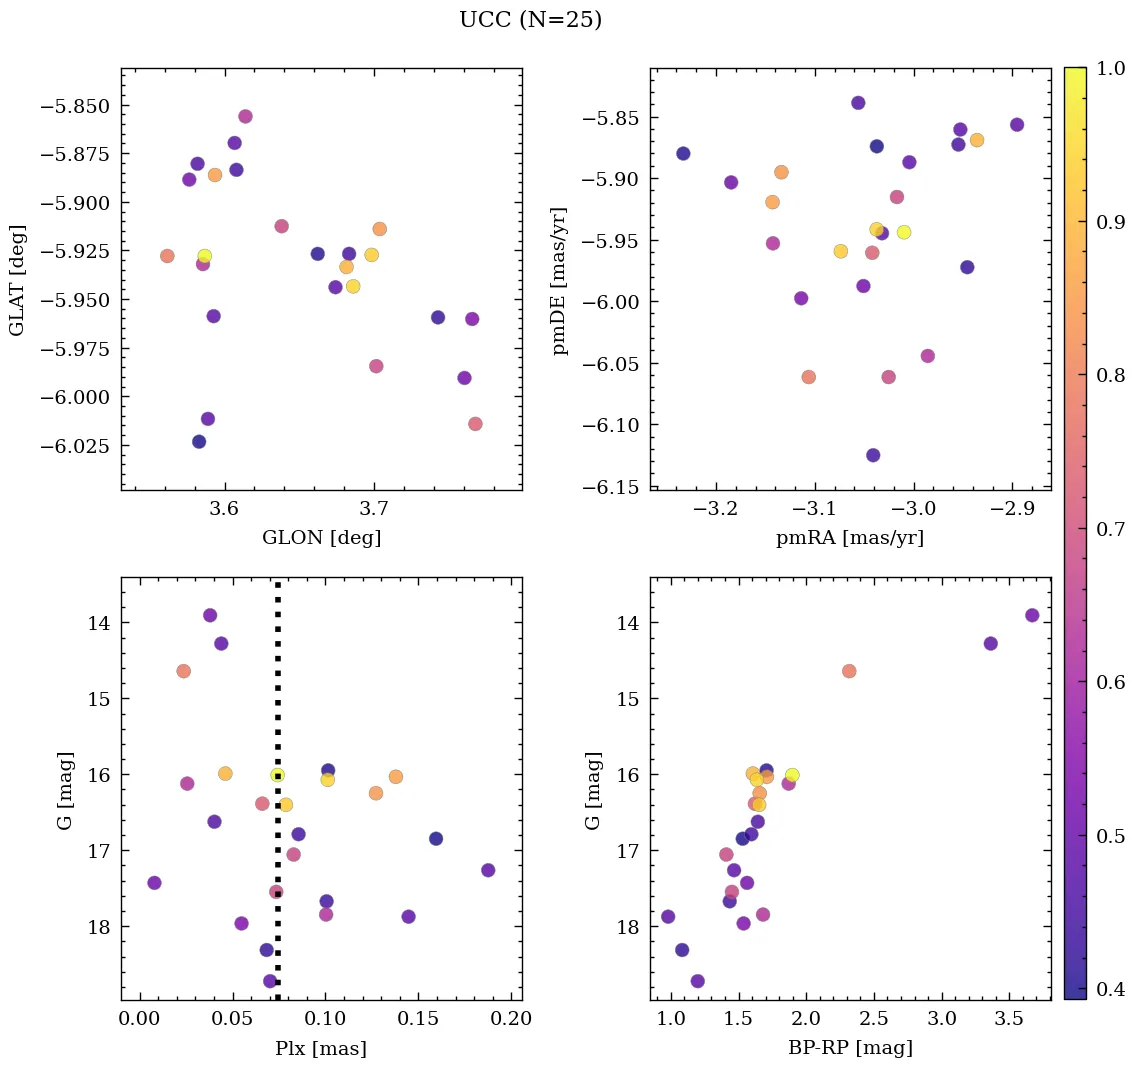 UCC (N=25)
−5.850
−5.875
−5.900
−5.925
−5.950
−5.975
−6.000
−6.025
GLAT [deg]
3.6 3.7
GLON [deg]
−5.85
−5.90
−5.95
−6.00
−6.05
−6.10
−6.15
pmDE [mas/yr]
−3.2 −3.1 −3.0 −2.9
pmRA [mas/yr]
14
15
16
17
18
G [mag]
0.00 0.05 0.10 0.15 0.20
Plx [mas]
14
15
16
17
18
G [mag]
1.0 1.5 2.0 2.5 3.0 3.5
BP-RP [mag]
1.0
0.9
0.8
0.7
0.6
0.5
0.4